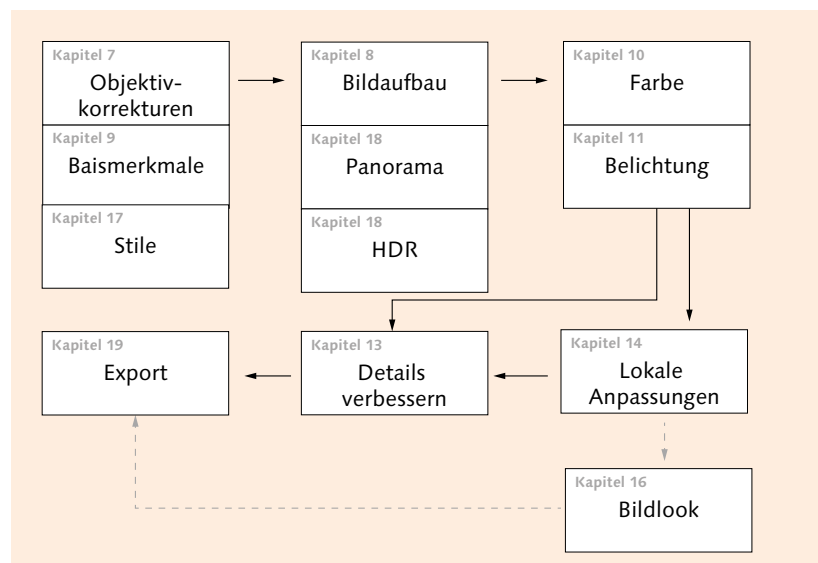 Kapitel 7
Objektiv-
korrekturen
Kapitel 9
Baismerkmale
Kapitel 17
Stile
Kapitel 8
Bildaufbau
Kapitel 18
Panorama
Kapitel 18
HDR
Kapitel 10
Farbe
Kapitel 11
Belichtung
Kapitel 19
Export
Kapitel 13
Details
verbessern
Kapitel 14
Lokale
Anpassungen
Kapitel 16
Bildlook